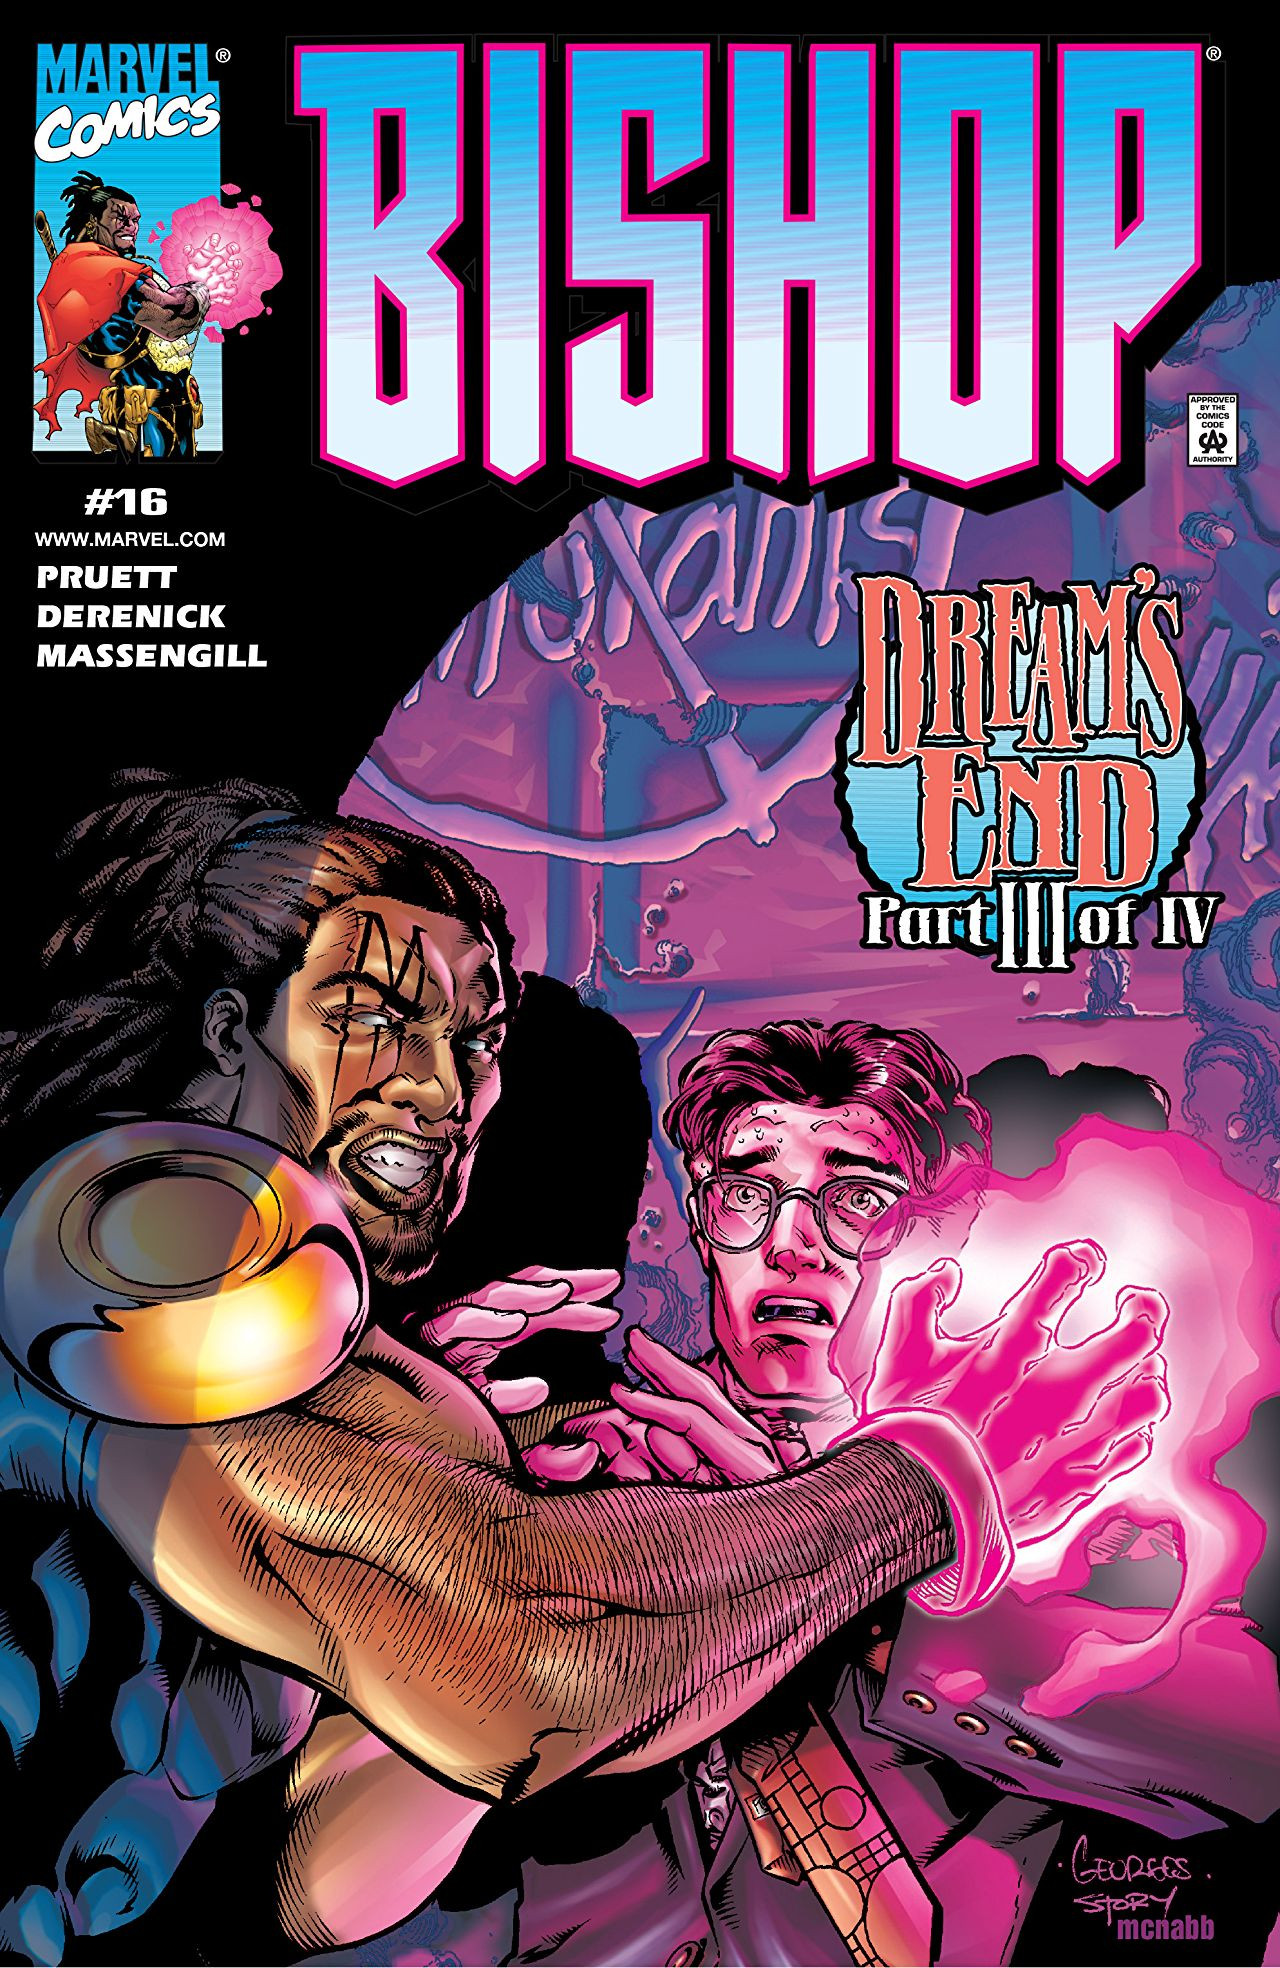 MARVEL®
COMICS
BISHOP®
APPROVED
BY THE
COMICS
CODE
CA
AUTHORITY
#16
WWW.MARVEL.COM
PRUETT
DERENICK
MASSENGILL
DREAM'S
END
Part III of IV
GEORGES
STORY
mcnabb